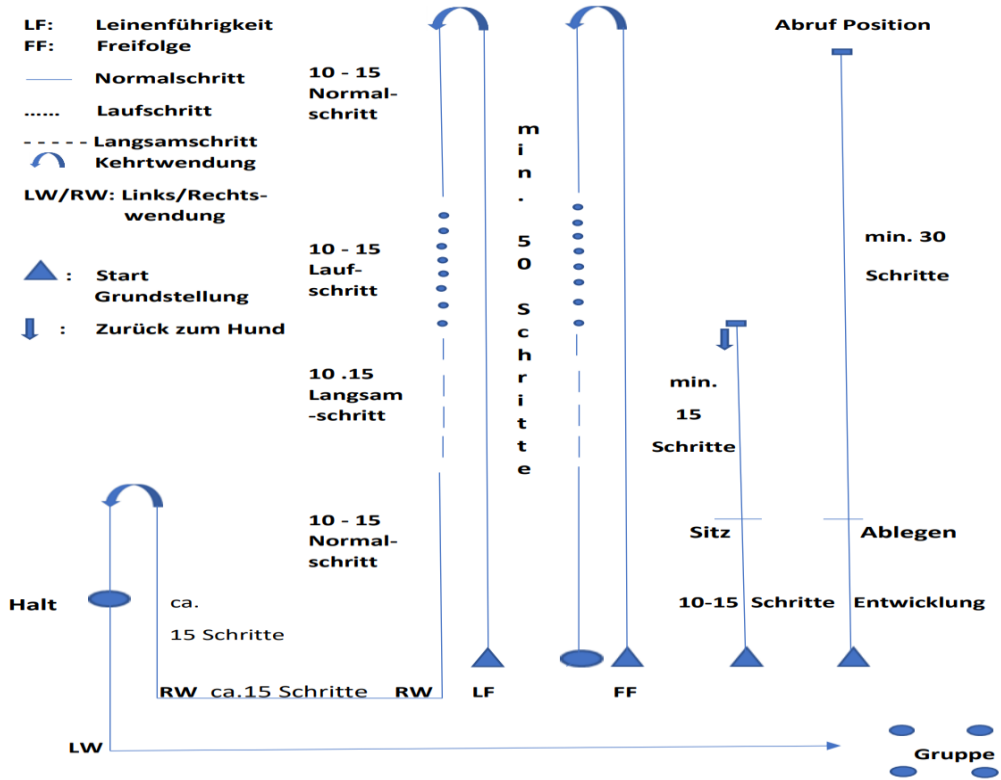 LF: Leinenführigkeit
FF: Freifolge
Normalschritt
...... Laufschritt
- - - - - Langsamschritt
Kehrtwendung
LW/RW: Links/Rechts-
wendung
: Start
Grundstellung
: Zurück zum Hund
10 - 15
Normal-
schritt
10 - 15
Lauf-
schritt
10 .15
Langsam
-schritt
10 - 15
Normal-
schritt
min. 50 Schritte
Abruf Position
min. 30
Schritte
min.
15
Schritte
Sitz
Ablegen
10-15 Schritte Entwicklung
Halt
ca.
15 Schritte
RW ca.15 Schritte RW
LF
FF
LW
Gruppe